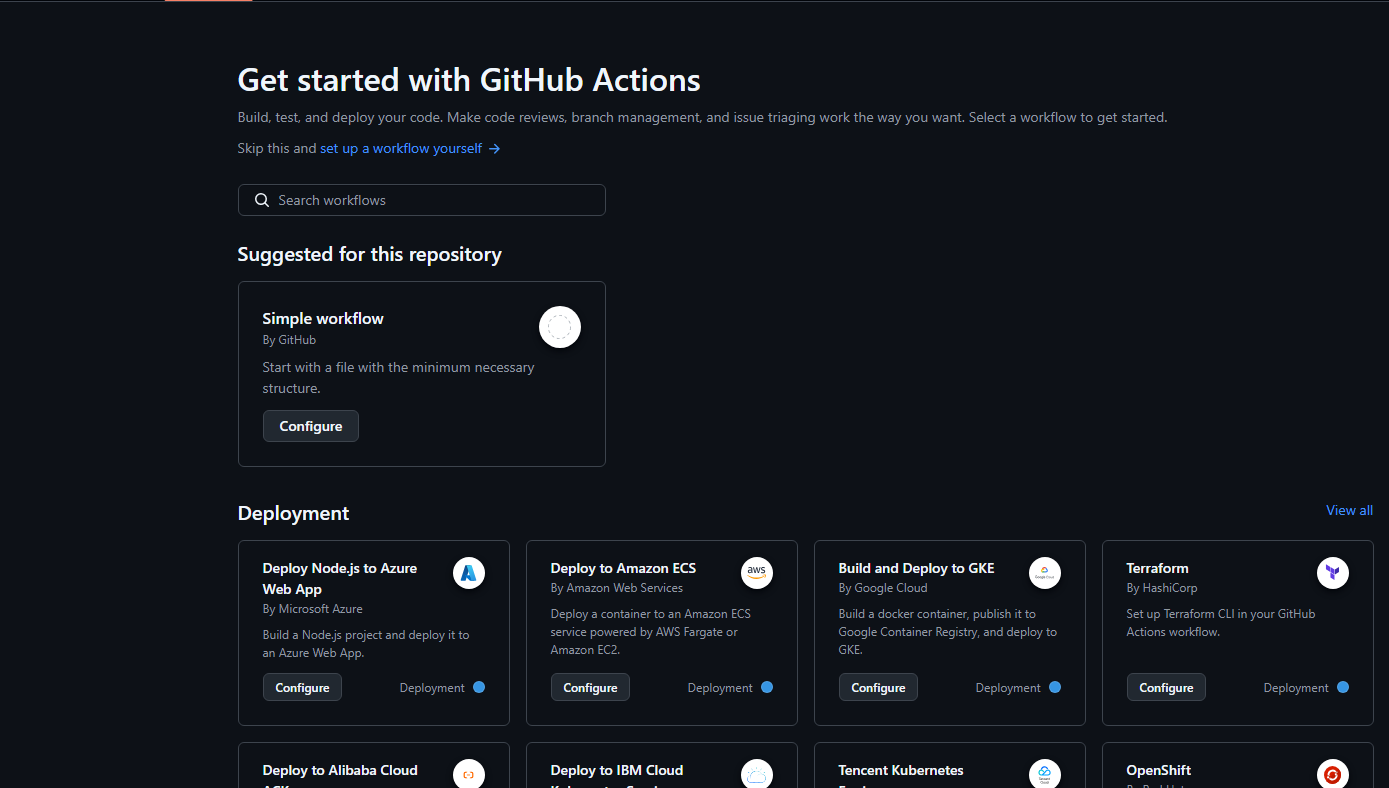 Get started with GitHub Actions
Build, test, and deploy your code. Make code reviews, branch management, and issue triaging work the way you want. Select a workflow to get started.
Skip this and set up a workflow yourself →
Search workflows
Suggested for this repository
Simple workflow
By GitHub
Start with a file with the minimum necessary
structure.
Configure
Deployment
View all
Deploy Node.js to Azure
Web App
By Microsoft Azure
Build a Node.js project and deploy it to
an Azure Web App.
Configure
Deployment
Deploy to Amazon ECS
aws
By Amazon Web Services
Deploy a container to an Amazon ECS
service powered by AWS Fargate or
Amazon EC2.
Configure
Deployment
Build and Deploy to GKE
Google Cloud
By Google Cloud
Build a docker container, publish it to
Google Container Registry, and deploy to
GKE.
Configure
Deployment
Terraform
By HashiCorp
Set up Terraform CLI in your GitHub
Actions workflow.
Configure
Deployment
Deploy to Alibaba Cloud
Deploy to IBM Cloud
Tencent Kubernetes
OpenShift